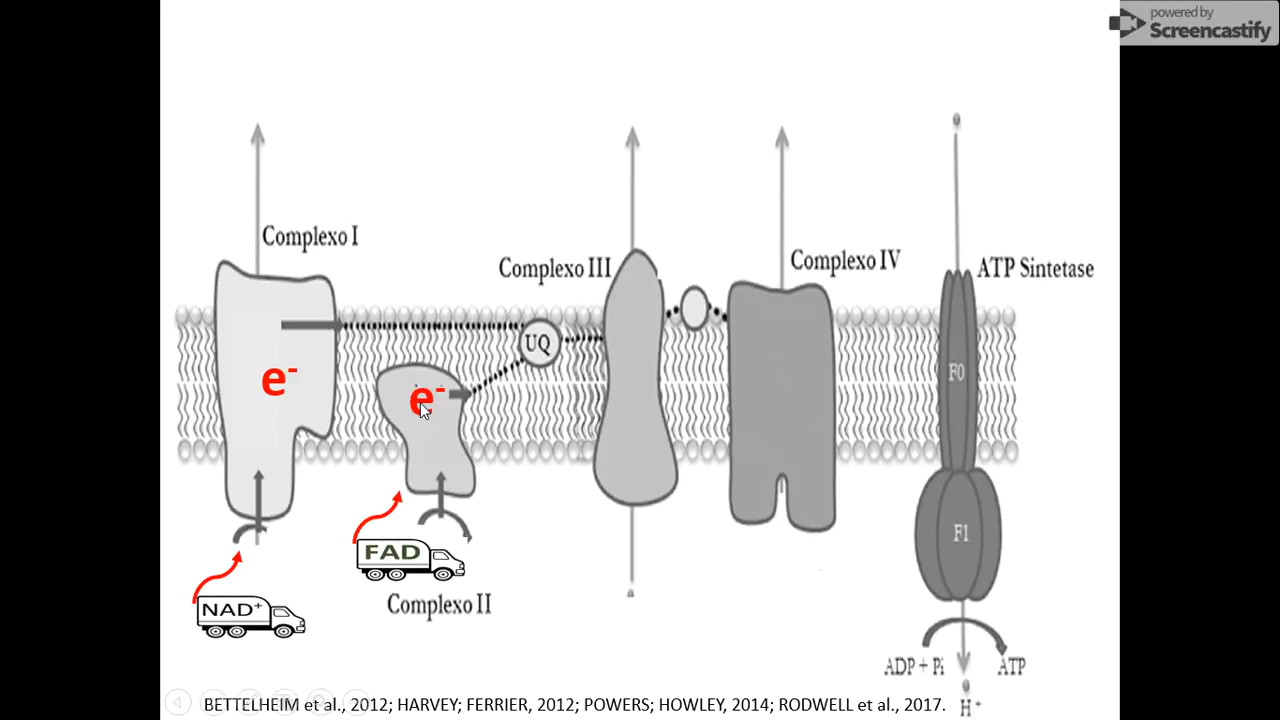 powered by
Screencastify
Complexo I
Complexo III
Complexo IV
ATP Sintetase
UQ
F0
e-
e-
F1
FAD
Complexo II
NAD+
ADP + Pi
ATP
H+
BETTELHEIM et al., 2012; HARVEY; FERRIER, 2012; POWERS; HOWLEY, 2014; RODWELL et al., 2017.